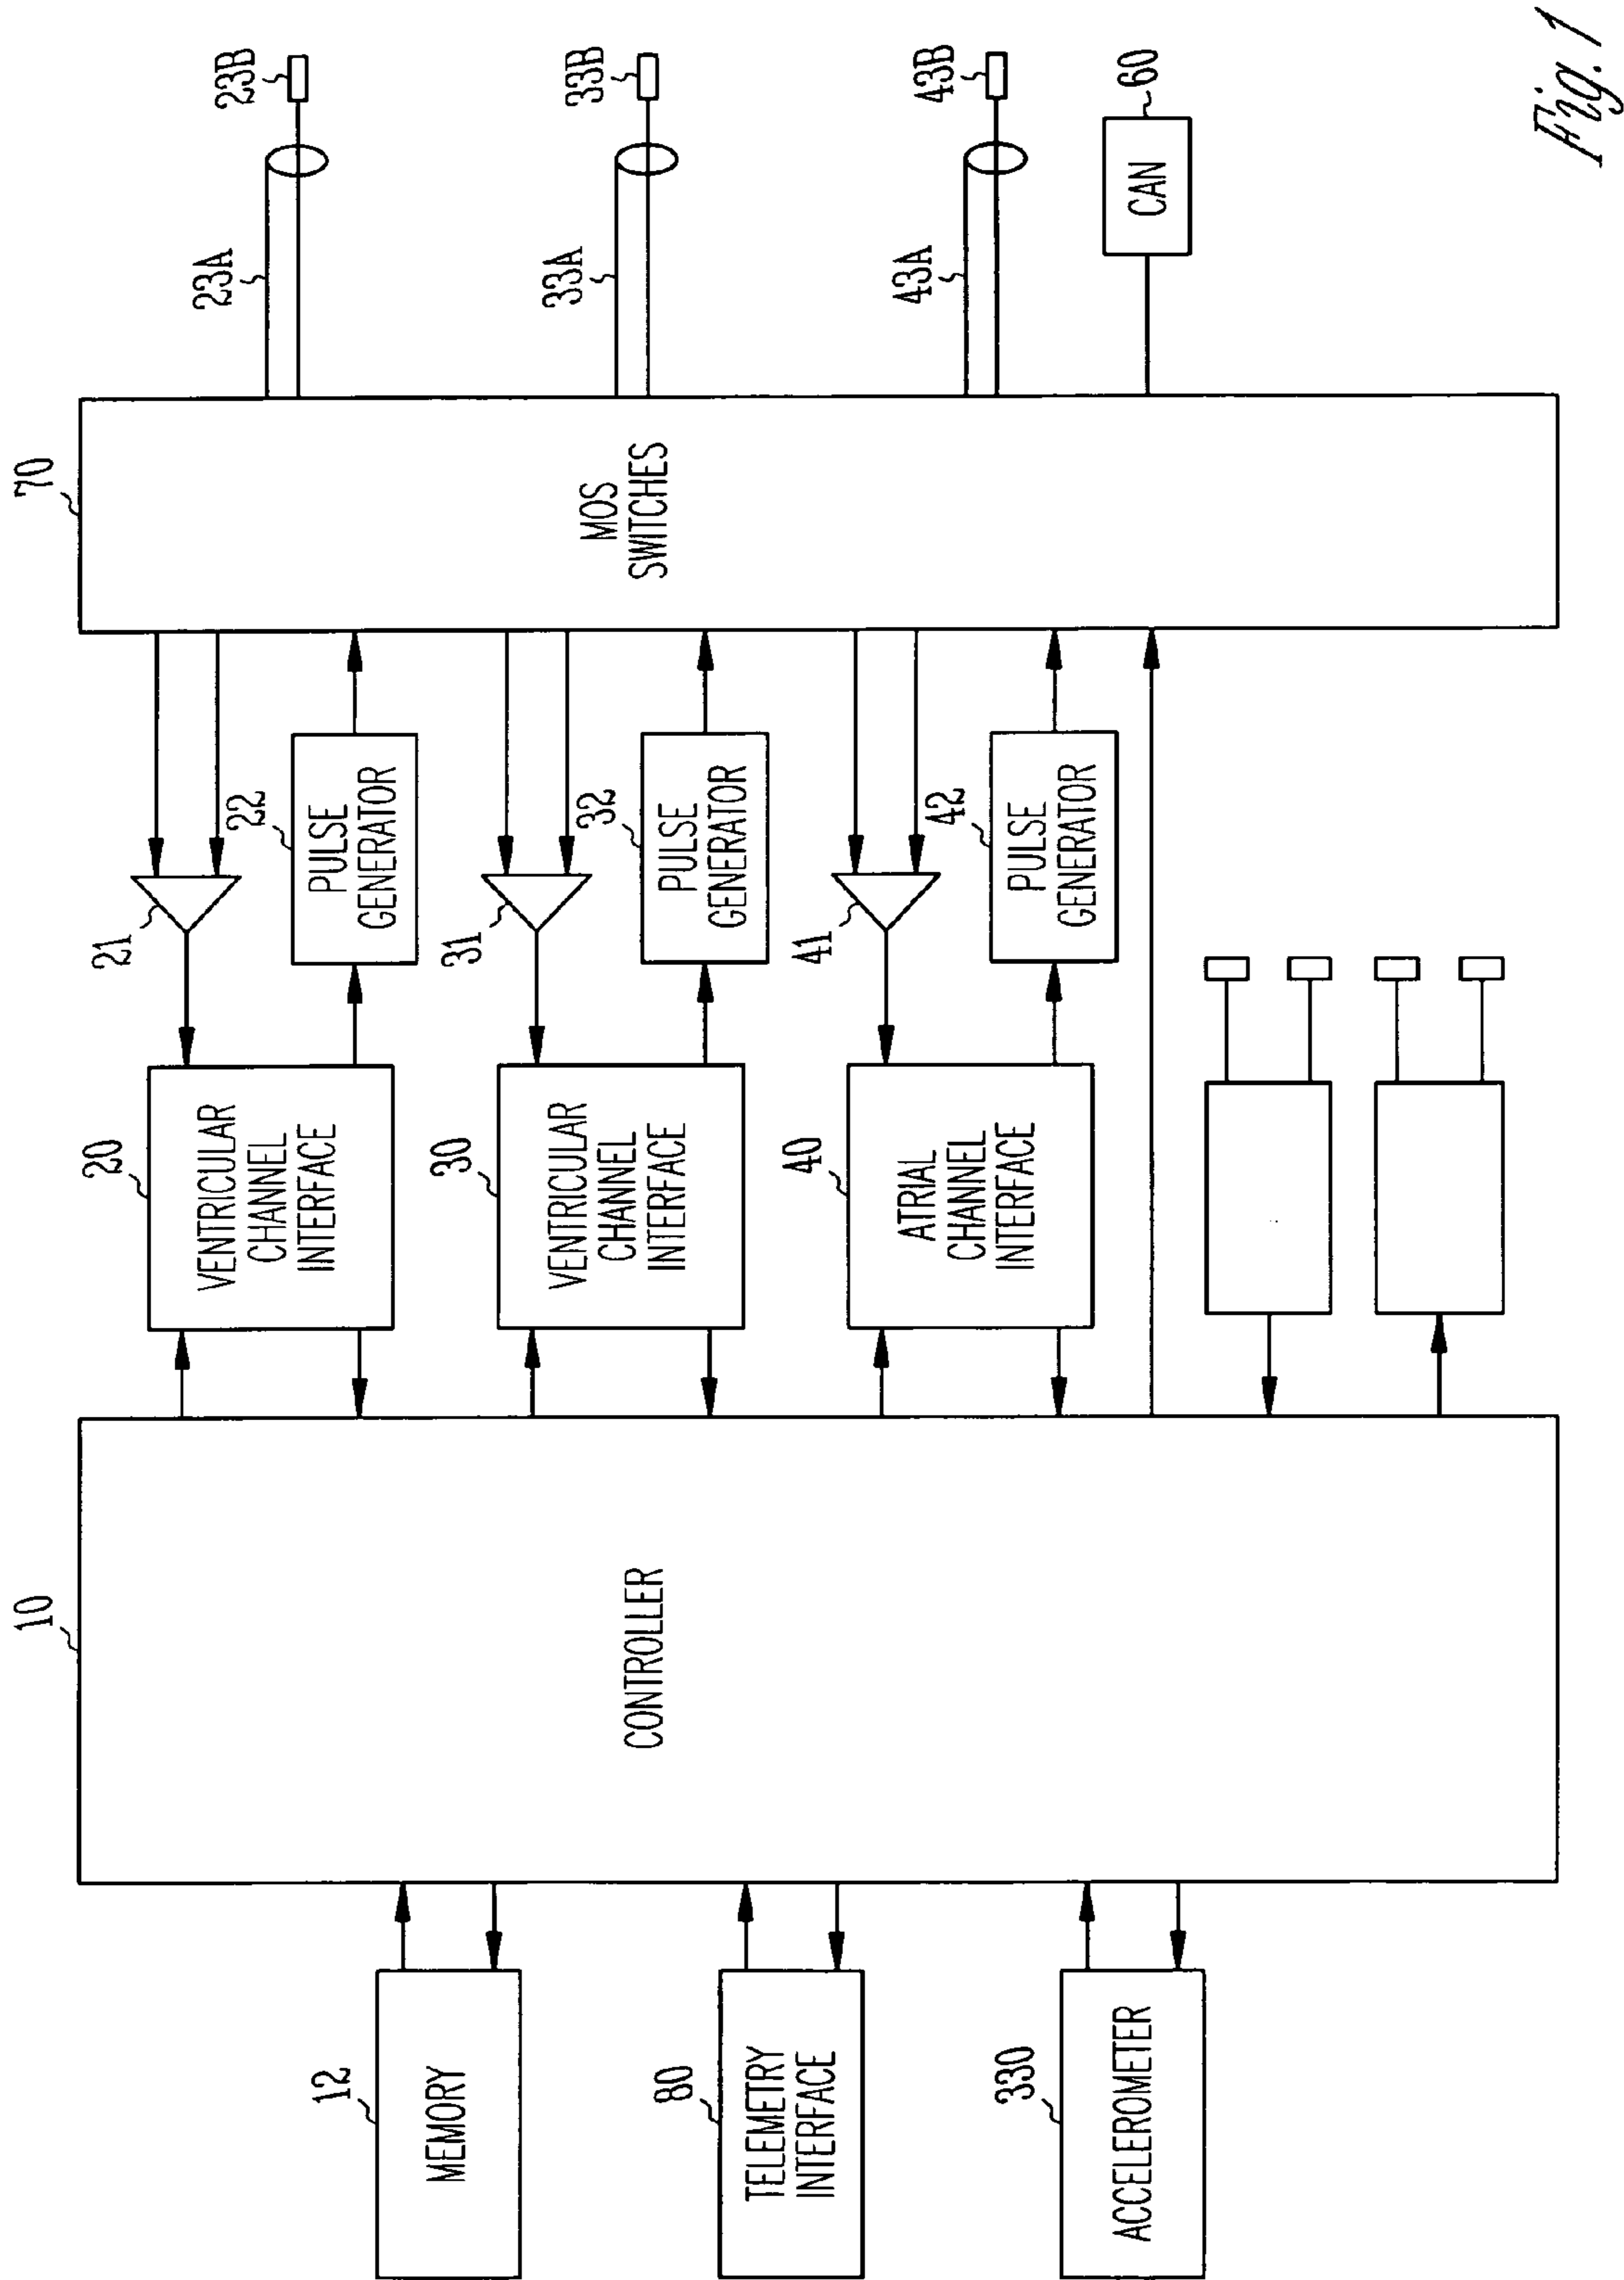 10
CONTROLLER
12
MEMORY
80
TELEMETRY
INTERFACE
330
ACCELEROMETER
20
VENTRICULAR
CHANNEL
INTERFACE
21
22
PULSE
GENERATOR
30
VENTRICULAR
CHANNEL
INTERFACE
31
32
PULSE
GENERATOR
40
ATRIAL
CHANNEL
INTERFACE
41
42
PULSE
GENERATOR
70
MOS
SWITCHES
23A
23B
33A
33B
43A
43B
60
CAN
Fig. 1